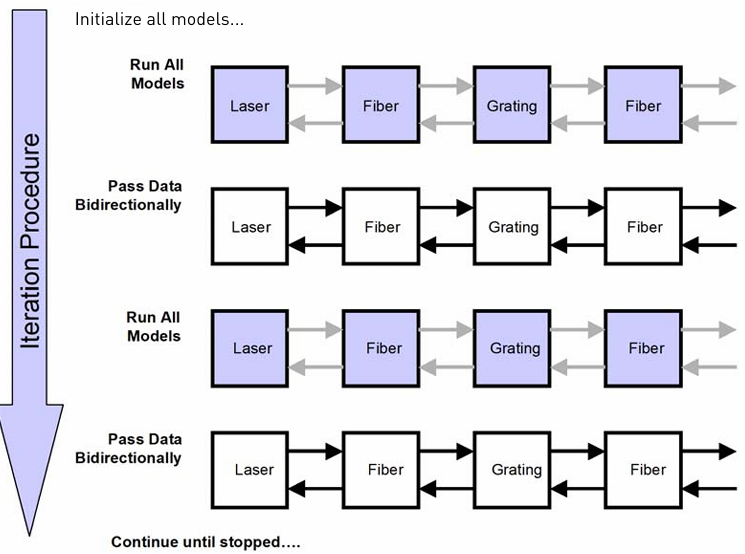 Initialize all models...
Iteration Procedure
Run All
Models
Laser
Fiber
Grating
Fiber
Pass Data
Bidirectionally
Laser
Fiber
Grating
Fiber
Run All
Models
Laser
Fiber
Grating
Fiber
Pass Data
Bidirectionally
Laser
Fiber
Grating
Fiber
Continue until stopped....